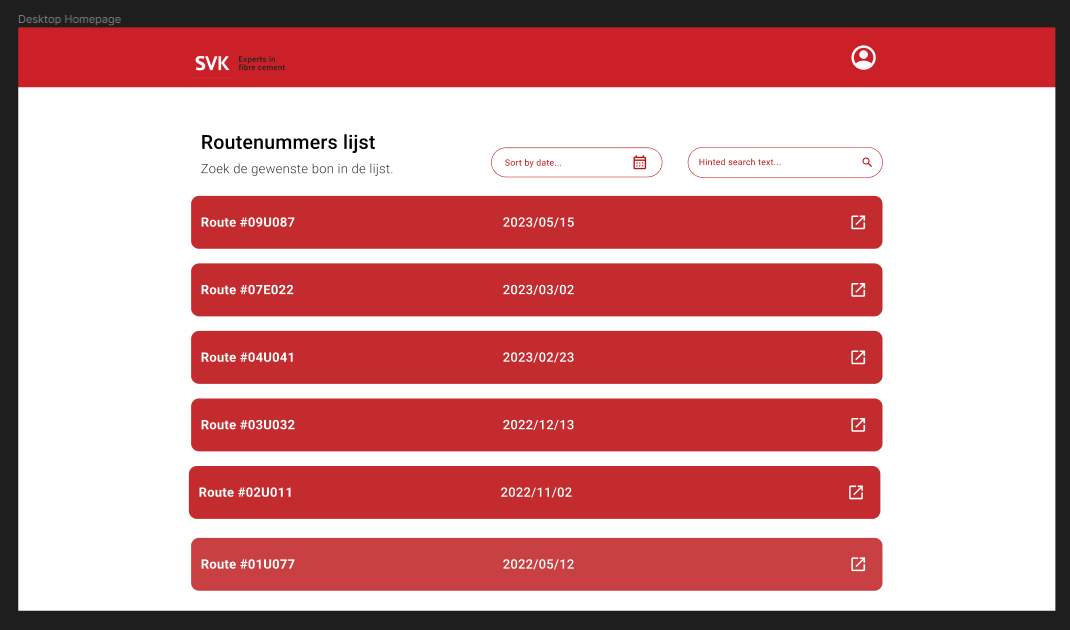 Desktop Homepage
SVK
Experts in
fibre cement
Routenummers lijst
Zoek de gewenste bon in de lijst.
Sort by date...
Hinted search text...
Route #09U087 2023/05/15
Route #07E022 2023/03/02
Route #04U041 2023/02/23
Route #03U032 2022/12/13
Route #02U011 2022/11/02
Route #01U077 2022/05/12